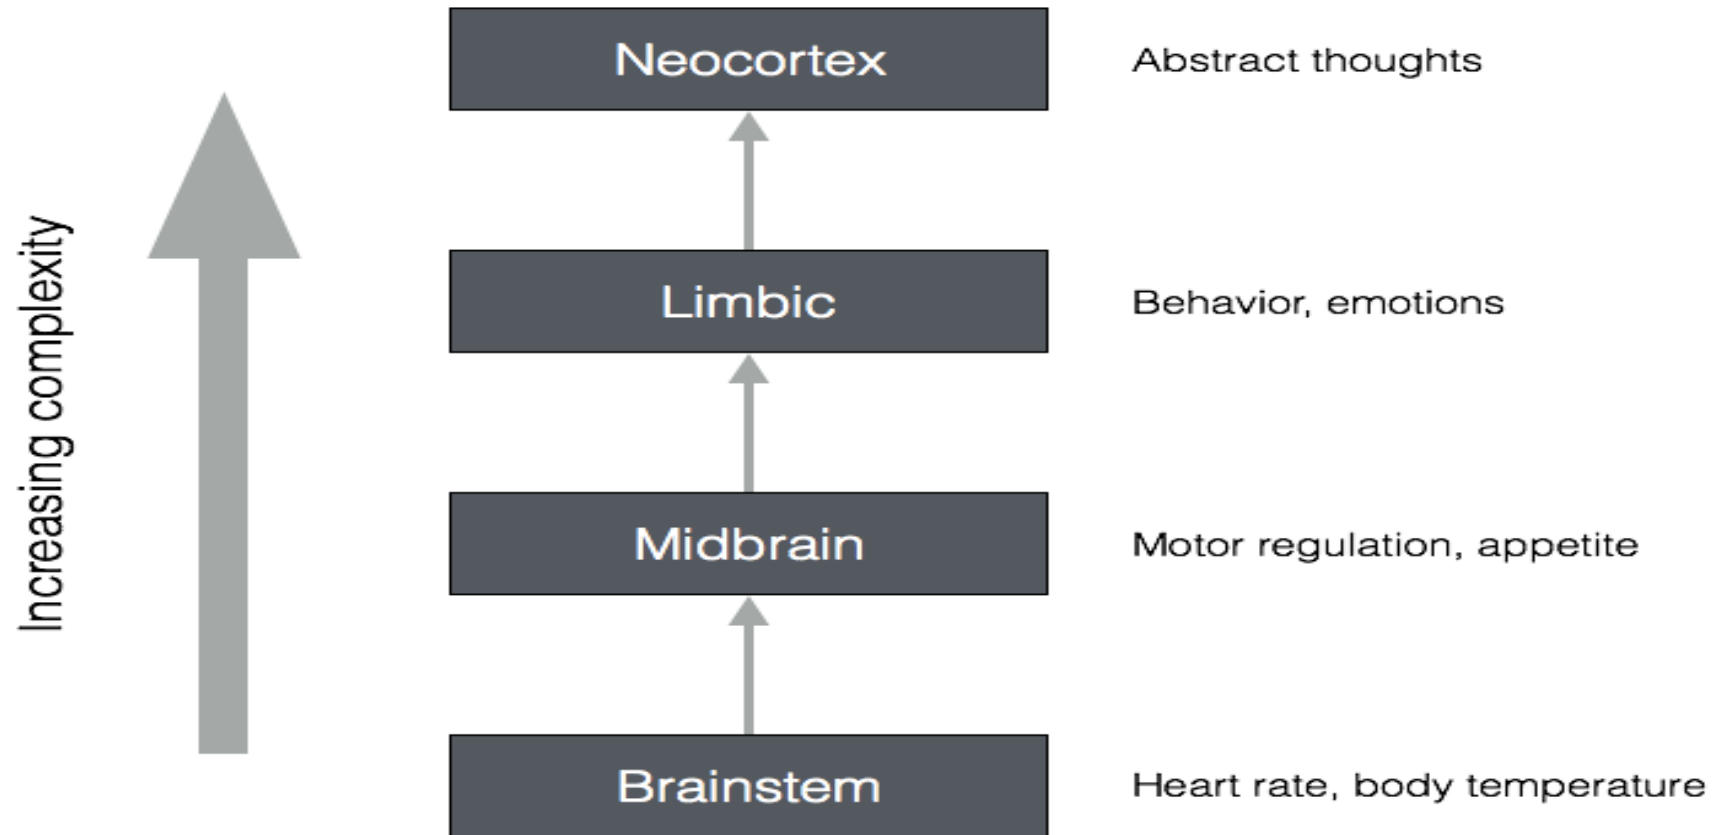 Increasing complexity
Neocortex
Abstract thoughts
Limbic
Behavior, emotions
Midbrain
Motor regulation, appetite
Brainstem
Heart rate, body temperature